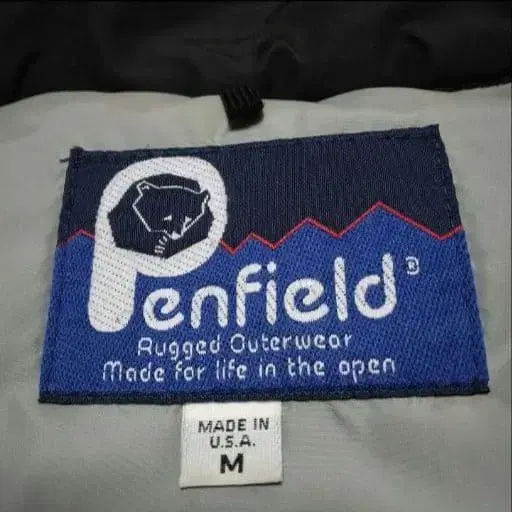 Penfield®
Rugged Outerwear
Made for life in the open
MADE IN
U.S.A.
M